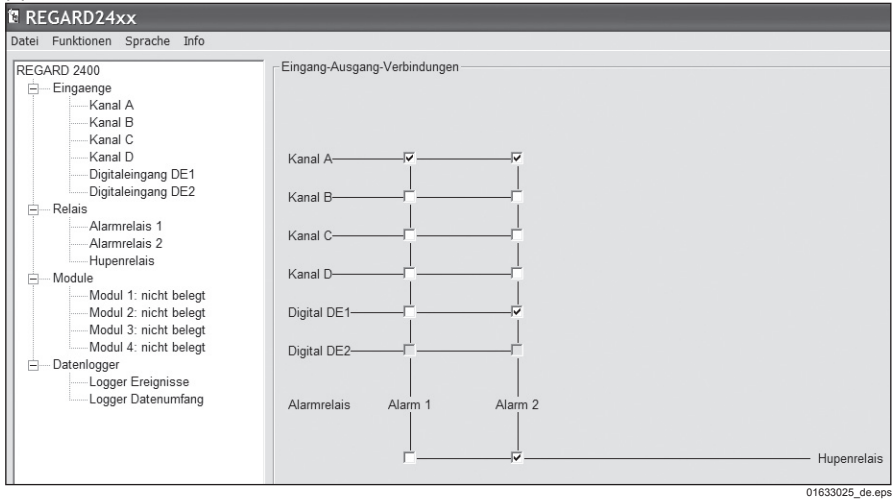 REGARD24xx
Datei Funktionen Sprache Info
REGARD 2400
Eingaenge
Kanal A
Kanal B
Kanal C
Kanal D
Digitaleingang DE1
Digitaleingang DE2
Relais
Alarmrelais 1
Alarmrelais 2
Hupenrelais
Module
Modul 1: nicht belegt
Modul 2: nicht belegt
Modul 3: nicht belegt
Modul 4: nicht belegt
Datenlogger
Logger Ereignisse
Logger Datenumfang
Eingang-Ausgang-Verbindungen
Kanal A
Kanal B
Kanal C
Kanal D
Digital DE1
Digital DE2
Alarmrelais Alarm 1 Alarm 2
Hupenrelais
01633025_de.eps